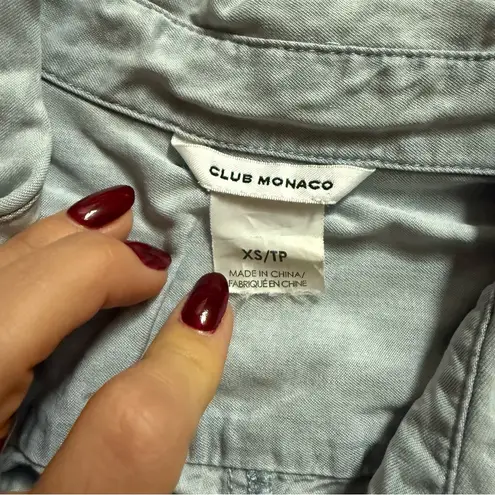 CLUB MONACO
XS/TP
MADE IN CHINA/
FABRIQUÉ EN CHINE